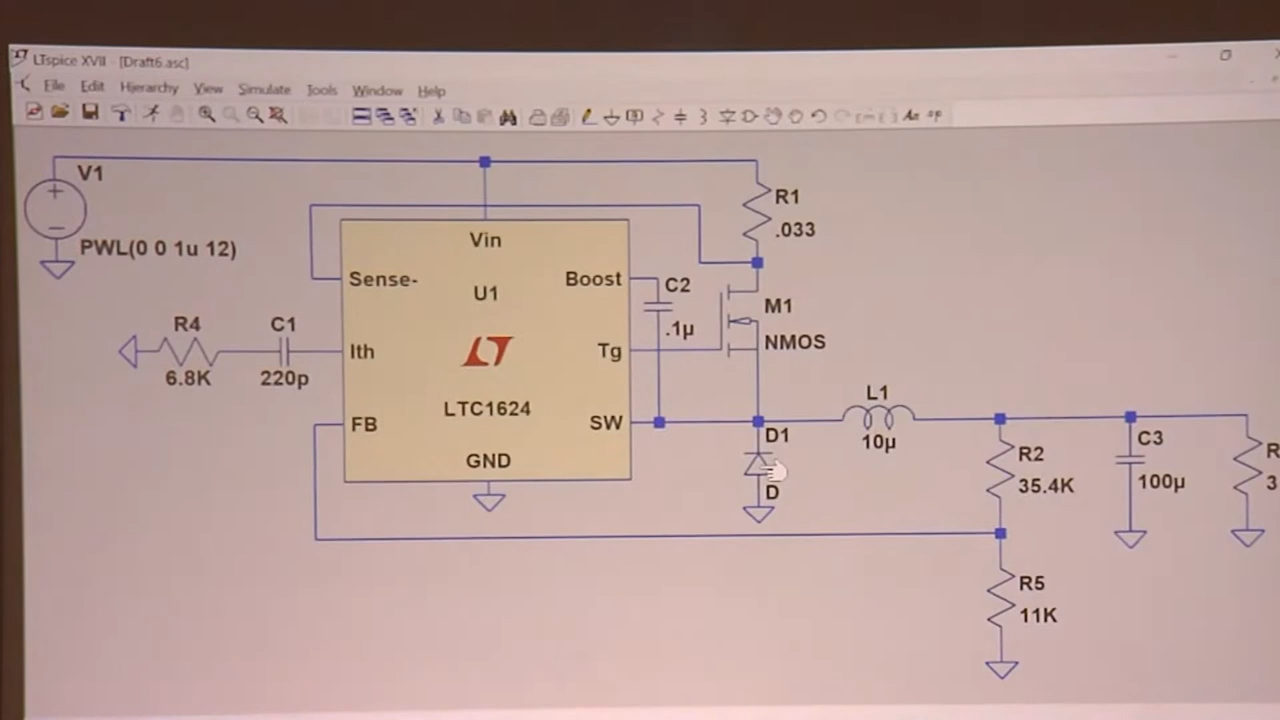 LTspice XVII - [Draft6.asc]
File Edit Hierarchy View Simulate Tools Window Help
V1
PWL(0 0 1u 12)
R1
.033
Vin
Sense-
Boost
U1
C2
.1µ
M1
NMOS
R4
6.8K
C1
220p
Ith
Tg
LTC1624
FB
SW
GND
D1
D
L1
10µ
R2
35.4K
C3
100µ
R
3
R5
11K